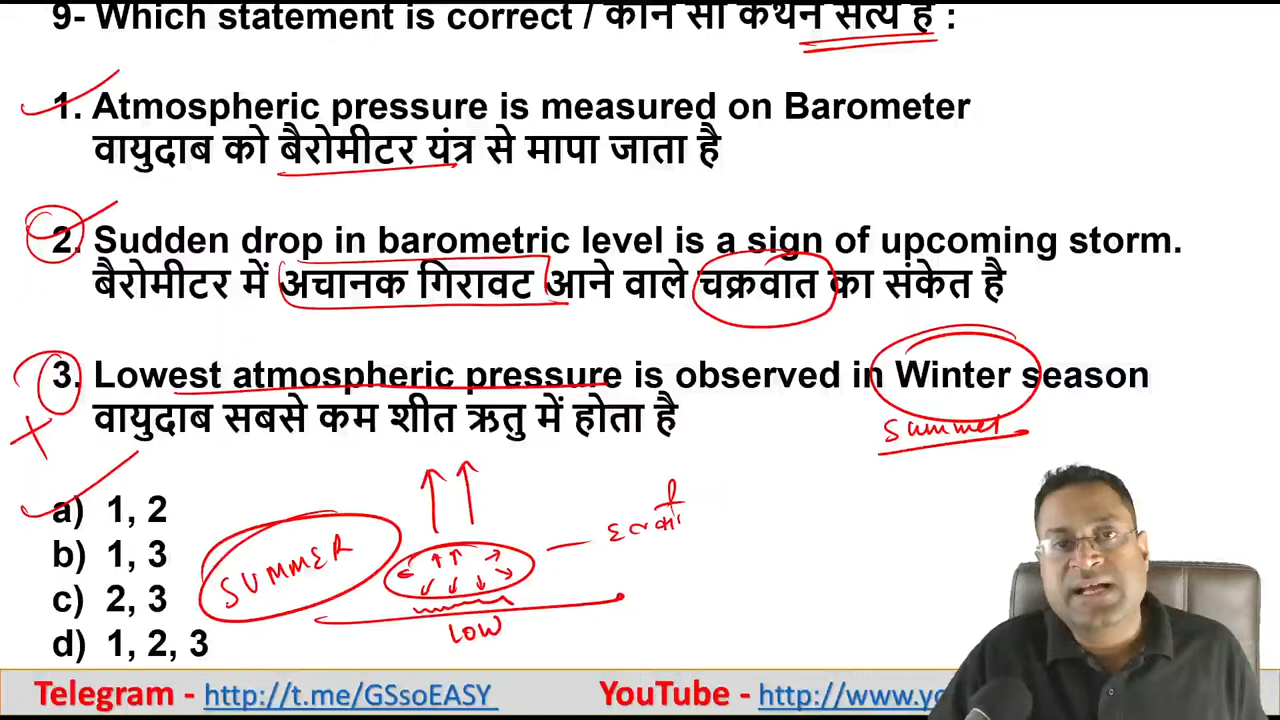 9- Which statement is correct / कौन सा कथन सत्य है :
1. Atmospheric pressure is measured on Barometer
वायुदाब को बैरोमीटर यंत्र से मापा जाता है
2. Sudden drop in barometric level is a sign of upcoming storm.
बैरोमीटर में अचानक गिरावट आने वाले चक्रवात का संकेत है
3. Lowest atmospheric pressure is observed in Winter season
वायुदाब सबसे कम शीत ऋतु में होता है
summer
a) 1, 2
b) 1, 3
c) 2, 3
d) 1, 2, 3
SUMMER
LOW
Telegram - http://t.me/GSsoEASY YouTube - http://www.yo